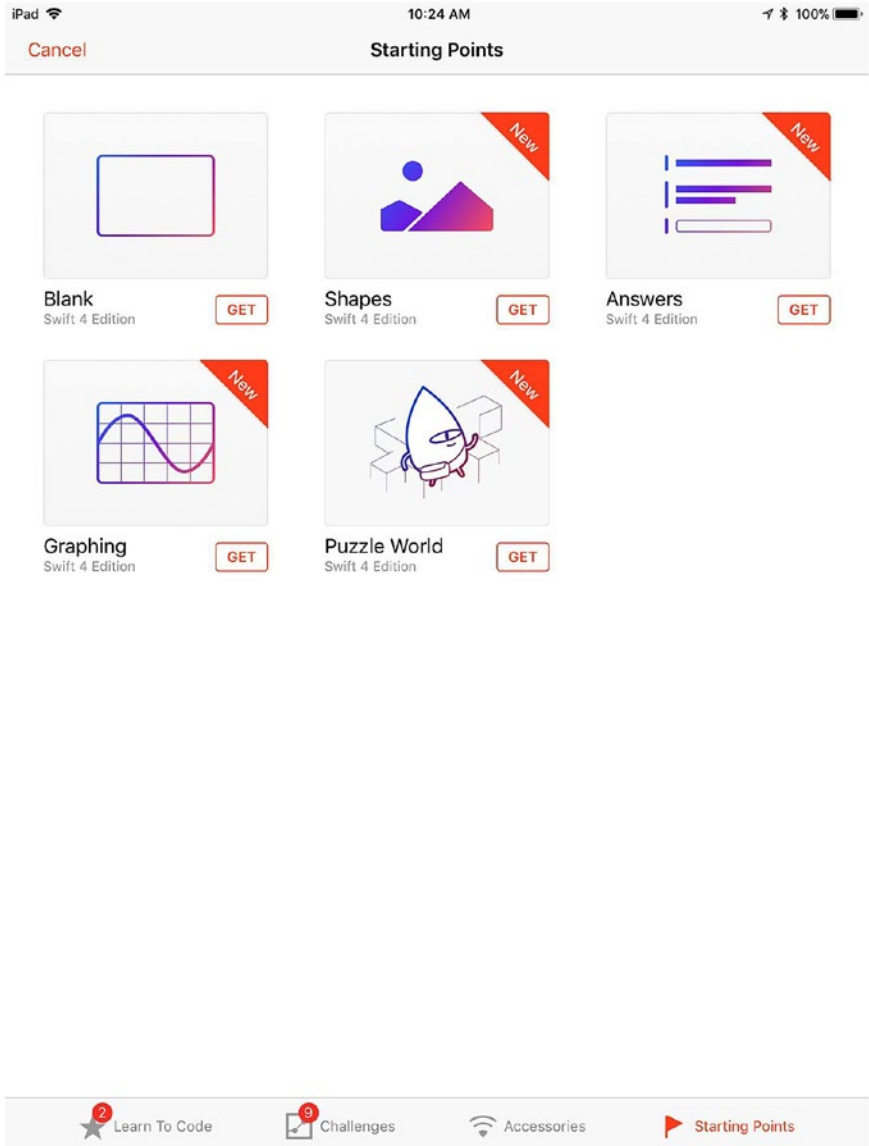 iPad 10:24 AM 100%
Cancel Starting Points
New New
Blank Shapes Answers
Swift 4 Edition GET Swift 4 Edition GET Swift 4 Edition GET
New New
Graphing Puzzle World
Swift 4 Edition GET Swift 4 Edition GET
2 9
Learn To Code Challenges Accessories Starting Points